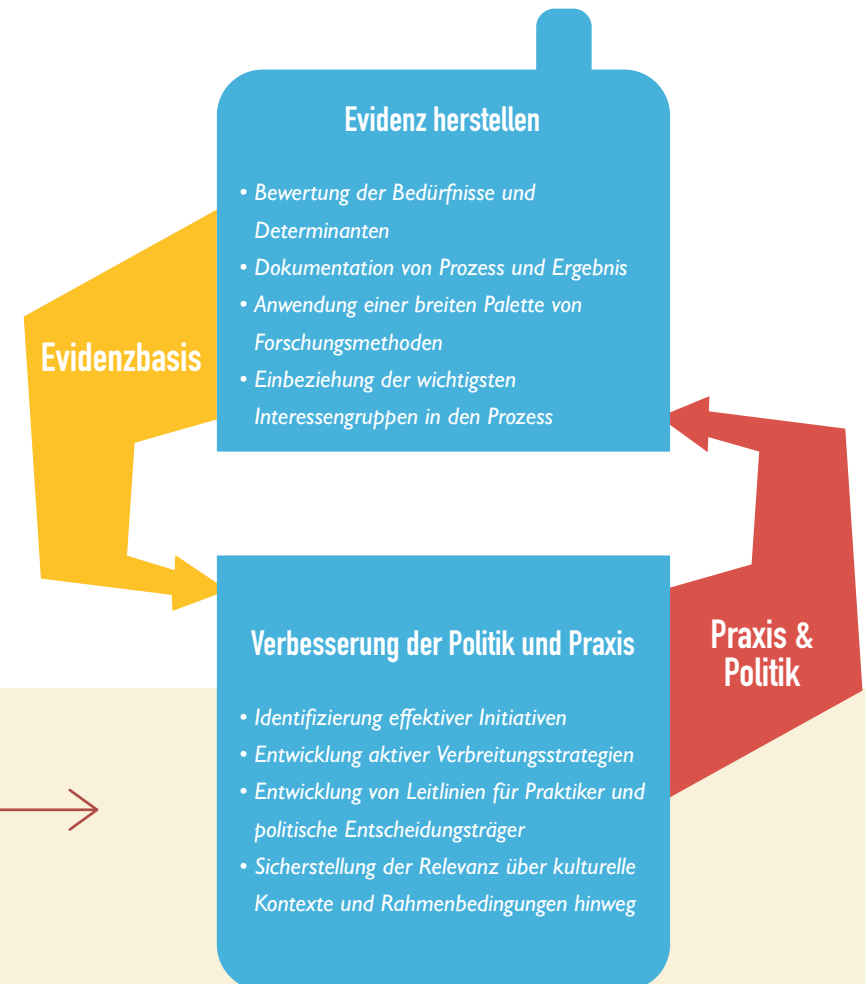 Evidenz herstellen
• Bewertung der Bedürfnisse und
Determinanten
• Dokumentation von Prozess und Ergebnis
• Anwendung einer breiten Palette von
Forschungsmethoden
• Einbeziehung der wichtigsten
Interessengruppen in den Prozess
Evidenzbasis
Verbesserung der Politik und Praxis
• Identifizierung effektiver Initiativen
• Entwicklung aktiver Verbreitungsstrategien
• Entwicklung von Leitlinien für Praktiker und
politische Entscheidungsträger
• Sicherstellung der Relevanz über kulturelle
Kontexte und Rahmenbedingungen hinweg
Praxis &
Politik